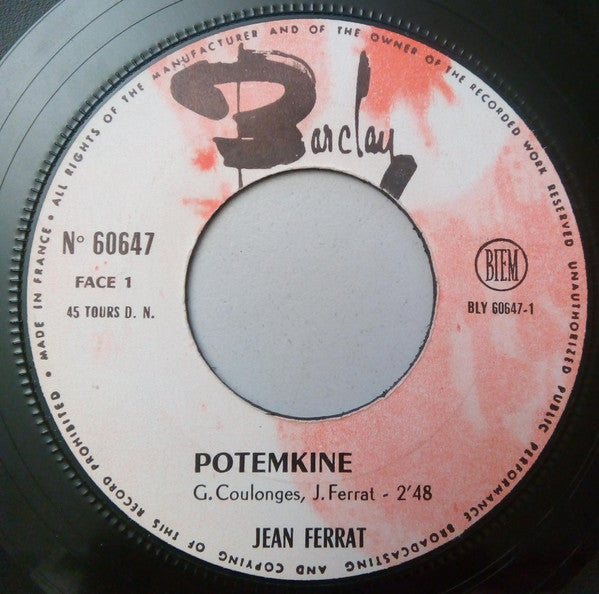 ALL RIGHTS OF THE MANUFACTURER AND OF THE OWNER OF THE RECORDED WORK RESERVED UNAUTHORIZED PUBLIC PERFORMANCE BROADCASTING AND COPYING OF THIS RECORD PROHIBITED • MADE IN FRANCE •
Barclay
Nº 60647
FACE 1
45 TOURS D. N.
BIEM
BLY 60647-1
POTEMKINE
G. Coulonges, J. Ferrat - 2'48
JEAN FERRAT